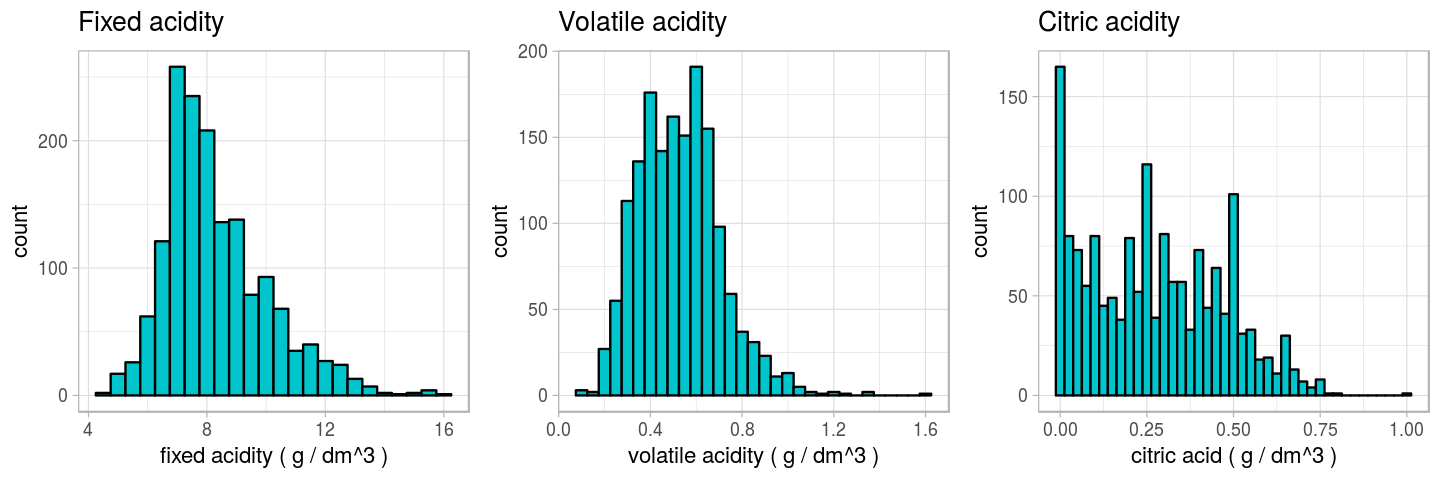 Fixed acidity
count
200
100
0
4 8 12 16
fixed acidity ( g / dm^3 )
Volatile acidity
count
200
150
100
50
0
0.0 0.4 0.8 1.2 1.6
volatile acidity ( g / dm^3 )
Citric acidity
count
150
100
50
0
0.00 0.25 0.50 0.75 1.00
citric acid ( g / dm^3 )